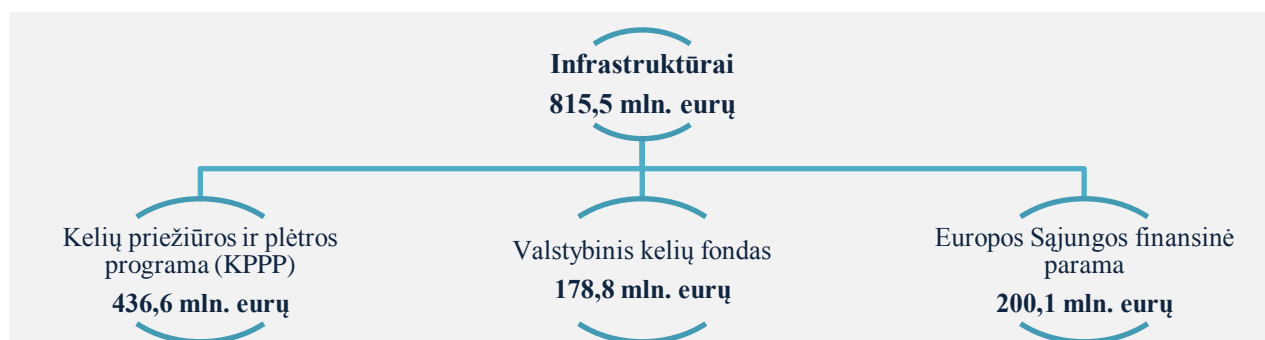 Infrastruktūrai
815,5 mln. eurų
Kelių priežiūros ir plėtros
programa (KPPP)
436,6 mln. eurų
Valstybinis kelių fondas
178,8 mln. eurų
Europos Sąjungos finansinė
parama
200,1 mln. eurų